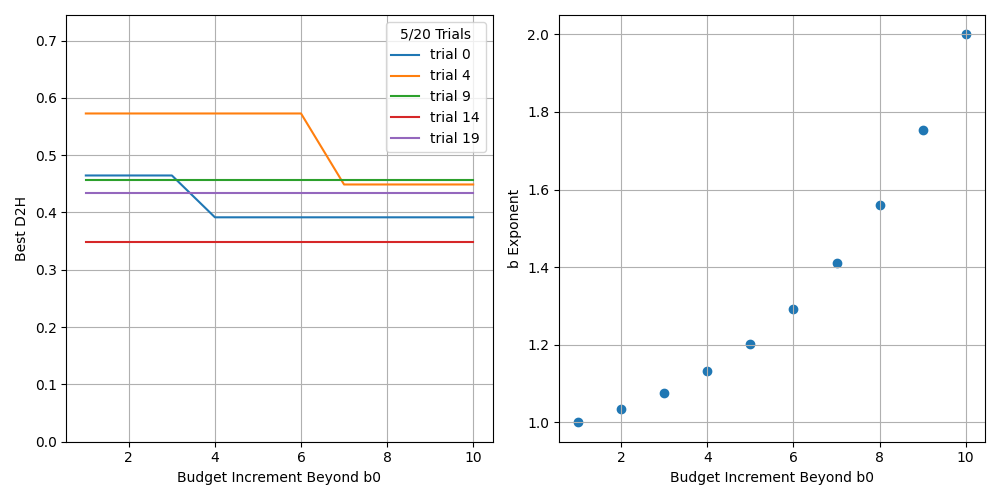 Best D2H
0.7
0.6
0.5
0.4
0.3
0.2
0.1
0.0
5/20 Trials
trial 0
trial 4
trial 9
trial 14
trial 19
2 4 6 8 10
Budget Increment Beyond b0
b Exponent
2.0
1.8
1.6
1.4
1.2
1.0
2 4 6 8 10
Budget Increment Beyond b0